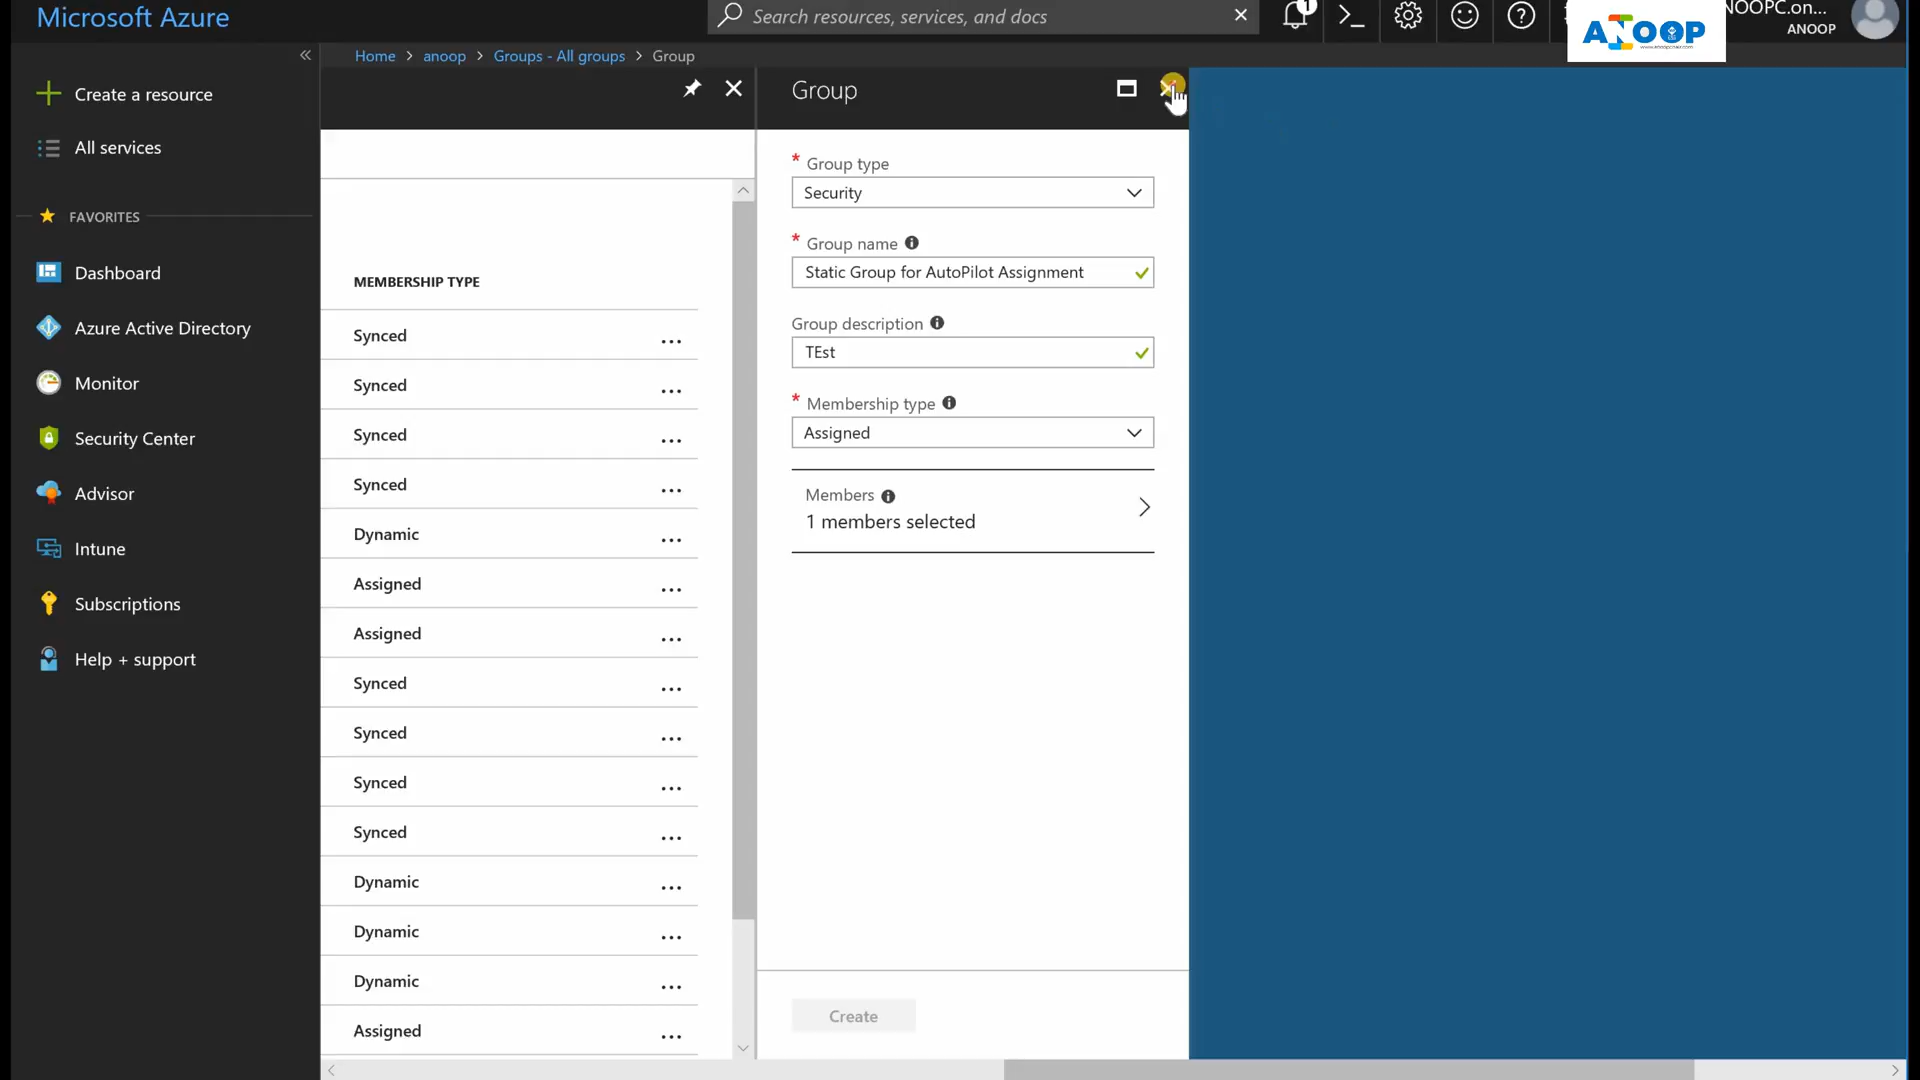 Microsoft Azure
Search resources, services, and docs
1
NOOPC.on...
ANOOP
ANOOP
Home > anoop > Groups - All groups > Group
Create a resource
All services
FAVORITES
Dashboard
Azure Active Directory
Monitor
Security Center
Advisor
Intune
Subscriptions
Help + support
MEMBERSHIP TYPE
Synced ...
Synced ...
Synced ...
Synced ...
Dynamic ...
Assigned ...
Assigned ...
Synced ...
Synced ...
Synced ...
Synced ...
Dynamic ...
Dynamic ...
Dynamic ...
Assigned ...
Group
* Group type
Security
* Group name
Static Group for AutoPilot Assignment
Group description
TEst
* Membership type
Assigned
Members
1 members selected
Create